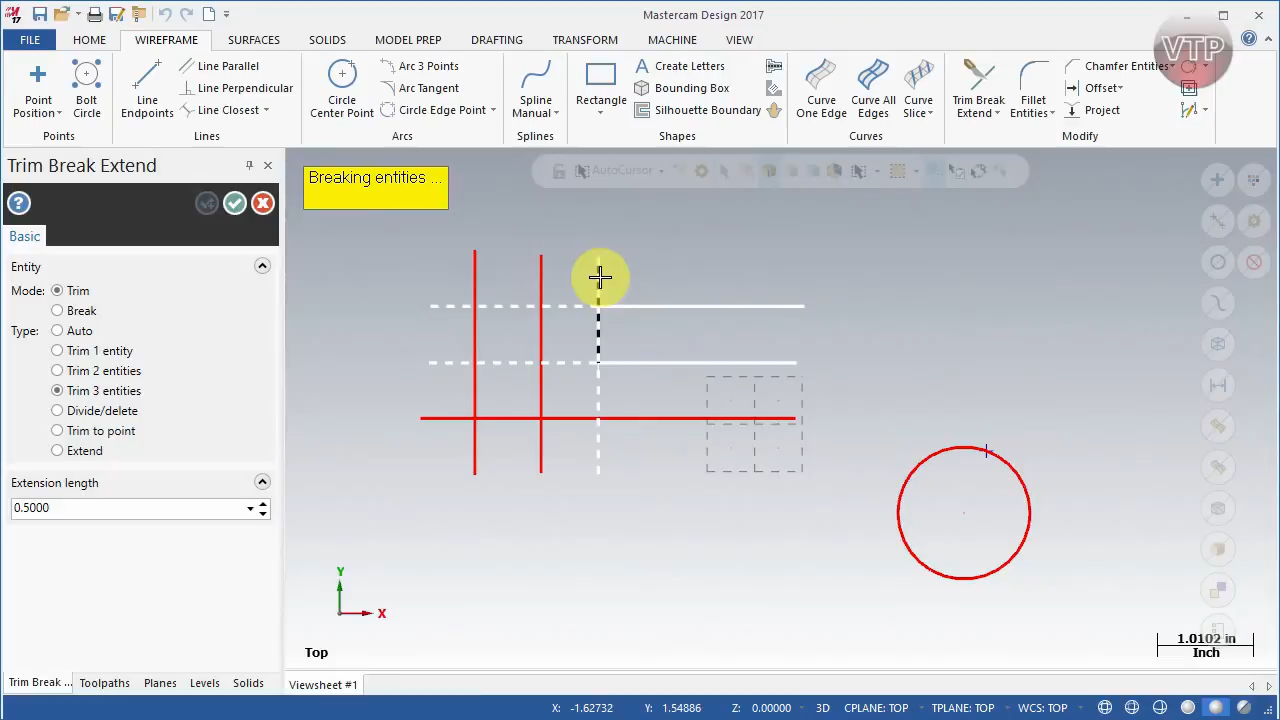 17
Mastercam Design 2017
FILE HOME WIREFRAME SURFACES SOLIDS MODEL PREP DRAFTING TRANSFORM MACHINE VIEW
VTP
Point Position
Bolt Circle
Points
Line Endpoints
Line Parallel
Line Perpendicular
Line Closest
Lines
Circle Center Point
Arc 3 Points
Arc Tangent
Circle Edge Point
Arcs
Spline Manual
Splines
Rectangle
Create Letters
Bounding Box
Silhouette Boundary
Shapes
Curve One Edge
Curve All Edges
Curve Slice
Curves
Trim Break Extend
Fillet Entities
Chamfer Entities
Offset
Project
Modify
Trim Break Extend
Basic
Entity
Mode: Trim
Break
Type: Auto
Trim 1 entity
Trim 2 entities
Trim 3 entities
Divide/delete
Trim to point
Extend
Extension length
0.5000
Breaking entities ...
AutoCursor
Y
X
Top
1.0102 in
Inch
Trim Break ... Toolpaths Planes Levels Solids
Viewsheet #1
X: -1.62732 Y: 1.54886 Z: 0.00000 3D CPLANE: TOP TPLANE: TOP WCS: TOP